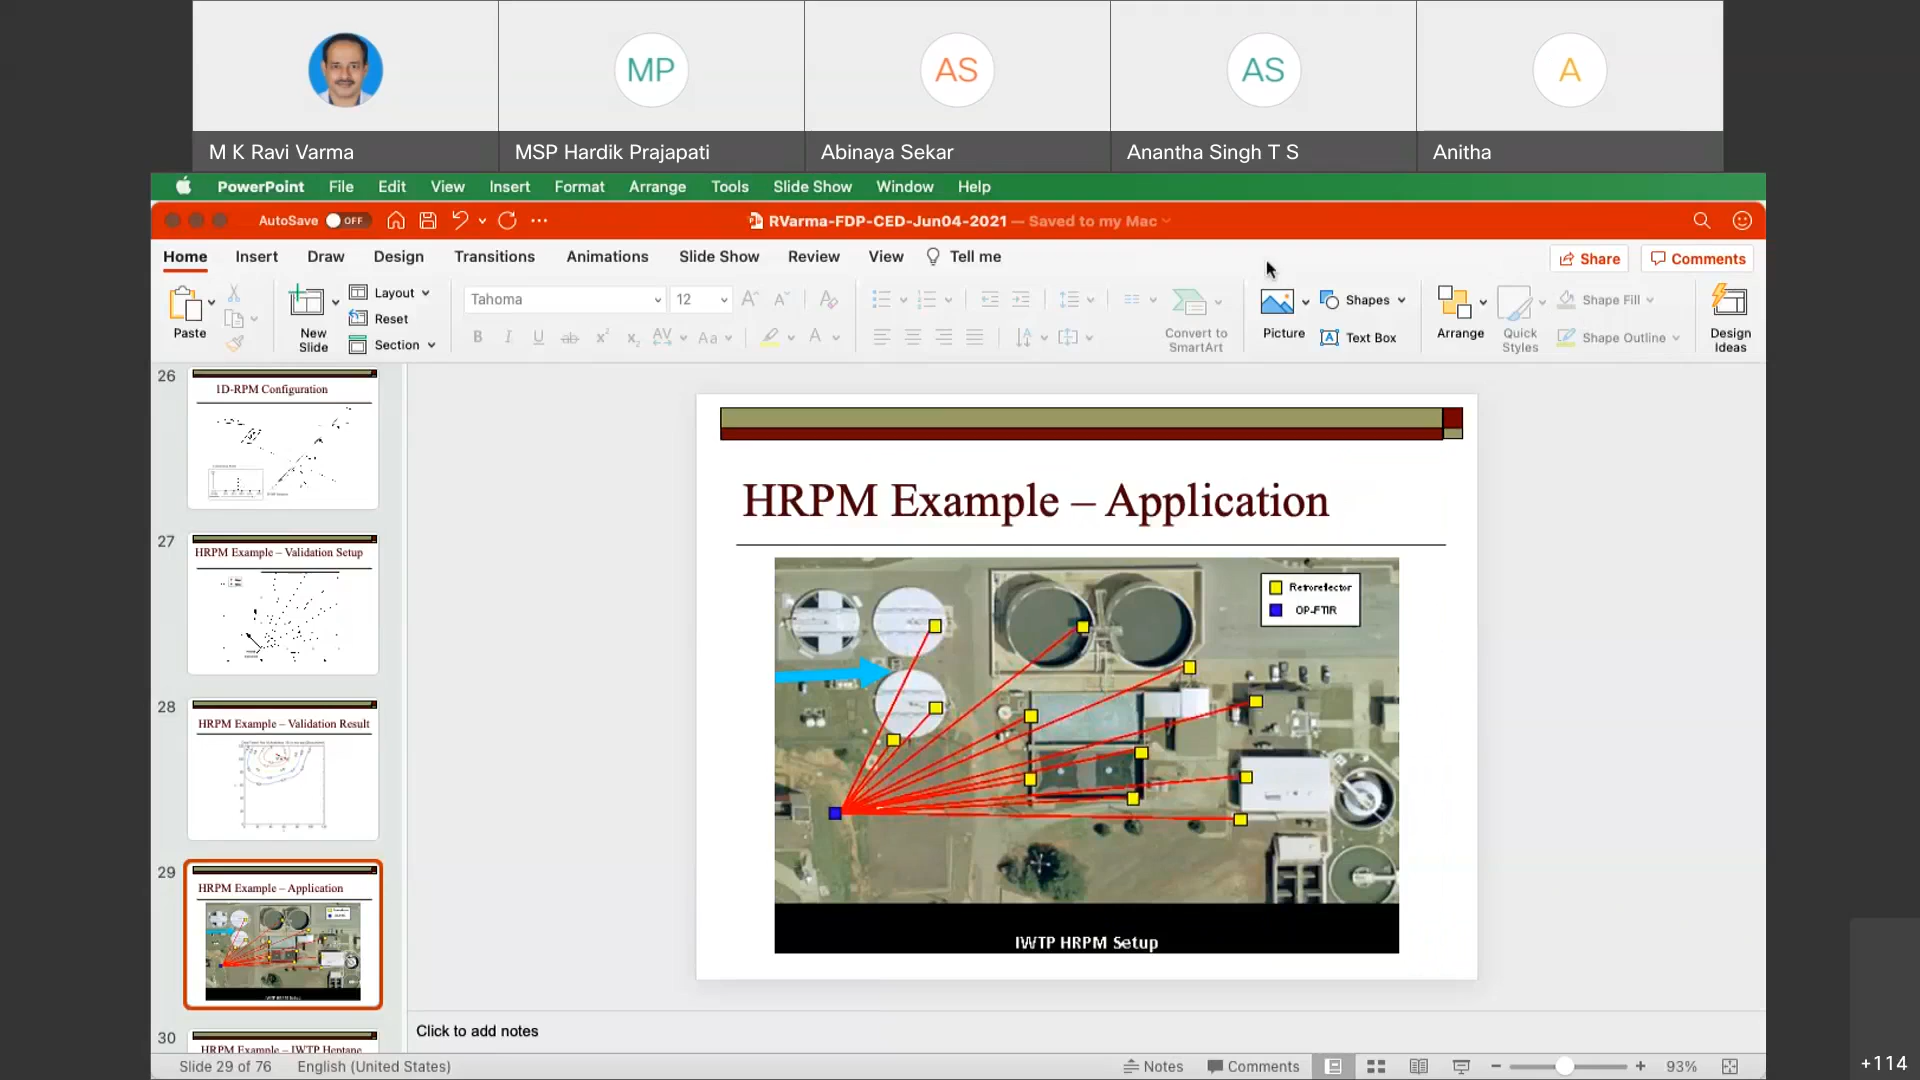 MP
AS
AS
A
M K Ravi Varma
MSP Hardik Prajapati
Abinaya Sekar
Anantha Singh T S
Anitha
PowerPoint File Edit View Insert Format Arrange Tools Slide Show Window Help
AutoSave OFF
RVarma-FDP-CED-Jun04-2021 — Saved to my Mac
Home Insert Draw Design Transitions Animations Slide Show Review View Tell me
Share Comments
Paste
New Slide
Layout
Reset
Section
Tahoma 12
Convert to SmartArt
Picture
Shapes
Text Box
Arrange
Quick Styles
Shape Fill
Shape Outline
Design Ideas
26
1D-RPM Configuration
27
HRPM Example – Validation Setup
28
HRPM Example – Validation Result
29
HRPM Example – Application
30
HRPM Example – IWTP Heptane
HRPM Example – Application
Retroreflector
OP-FTIR
IWTP HRPM Setup
Click to add notes
Slide 29 of 76 English (United States)
Notes Comments 93%
+114